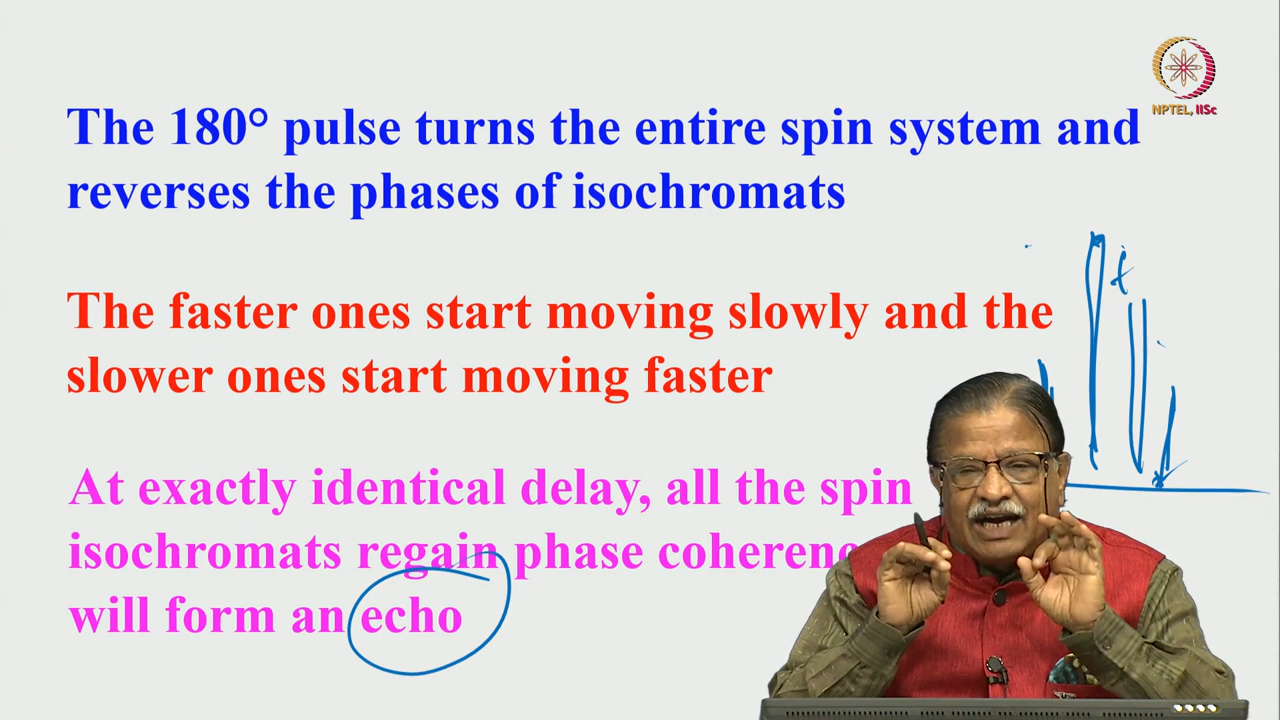 NPTEL, IISc
The 180° pulse turns the entire spin system and
reverses the phases of isochromats
The faster ones start moving slowly and the
slower ones start moving faster
At exactly identical delay, all the spin
isochromats regain phase
will form an echo